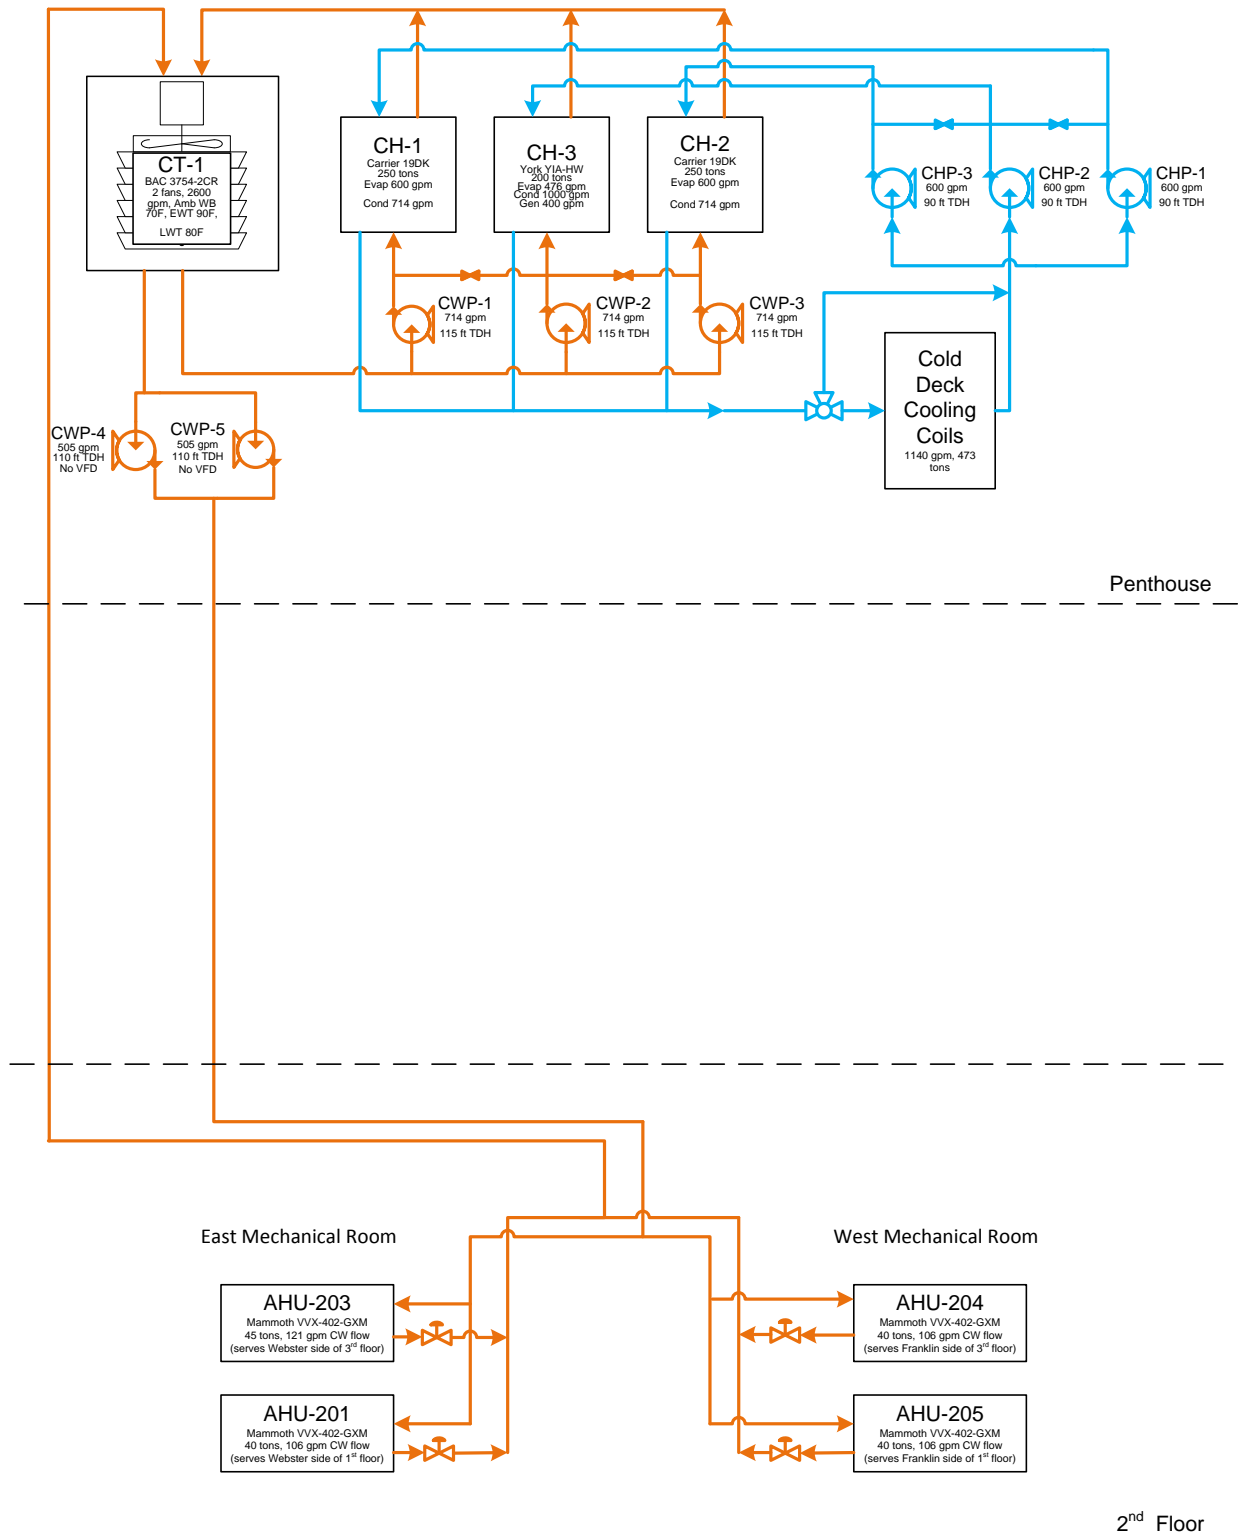 CT-1
BAC 3754-2CR
2 fans, 2600
gpm, Amb WB
70F, EWT 90F,
LWT 80F
CH-1
Carrier 19DK
250 tons
Evap 600 gpm
Cond 714 gpm
CH-3
York YIA-HW
200 tons
Evap 476 gpm
Cond 1000 gpm
Gen 400 gpm
CH-2
Carrier 19DK
250 tons
Evap 600 gpm
Cond 714 gpm
CHP-3
600 gpm
90 ft TDH
CHP-2
600 gpm
90 ft TDH
CHP-1
600 gpm
90 ft TDH
CWP-1
714 gpm
115 ft TDH
CWP-2
714 gpm
115 ft TDH
CWP-3
714 gpm
115 ft TDH
Cold
Deck
Cooling
Coils
1140 gpm, 473
tons
CWP-4
505 gpm
110 ft TDH
No VFD
CWP-5
505 gpm
110 ft TDH
No VFD
Penthouse
East Mechanical Room
West Mechanical Room
AHU-203
Mammoth VVX-402-GXM
45 tons, 121 gpm CW flow
(serves Webster side of 3rd floor)
AHU-204
Mammoth VVX-402-GXM
40 tons, 106 gpm CW flow
(serves Franklin side of 3rd floor)
AHU-201
Mammoth VVX-402-GXM
40 tons, 106 gpm CW flow
(serves Webster side of 1st floor)
AHU-205
Mammoth VVX-402-GXM
40 tons, 106 gpm CW flow
(serves Franklin side of 1st floor)
2nd Floor